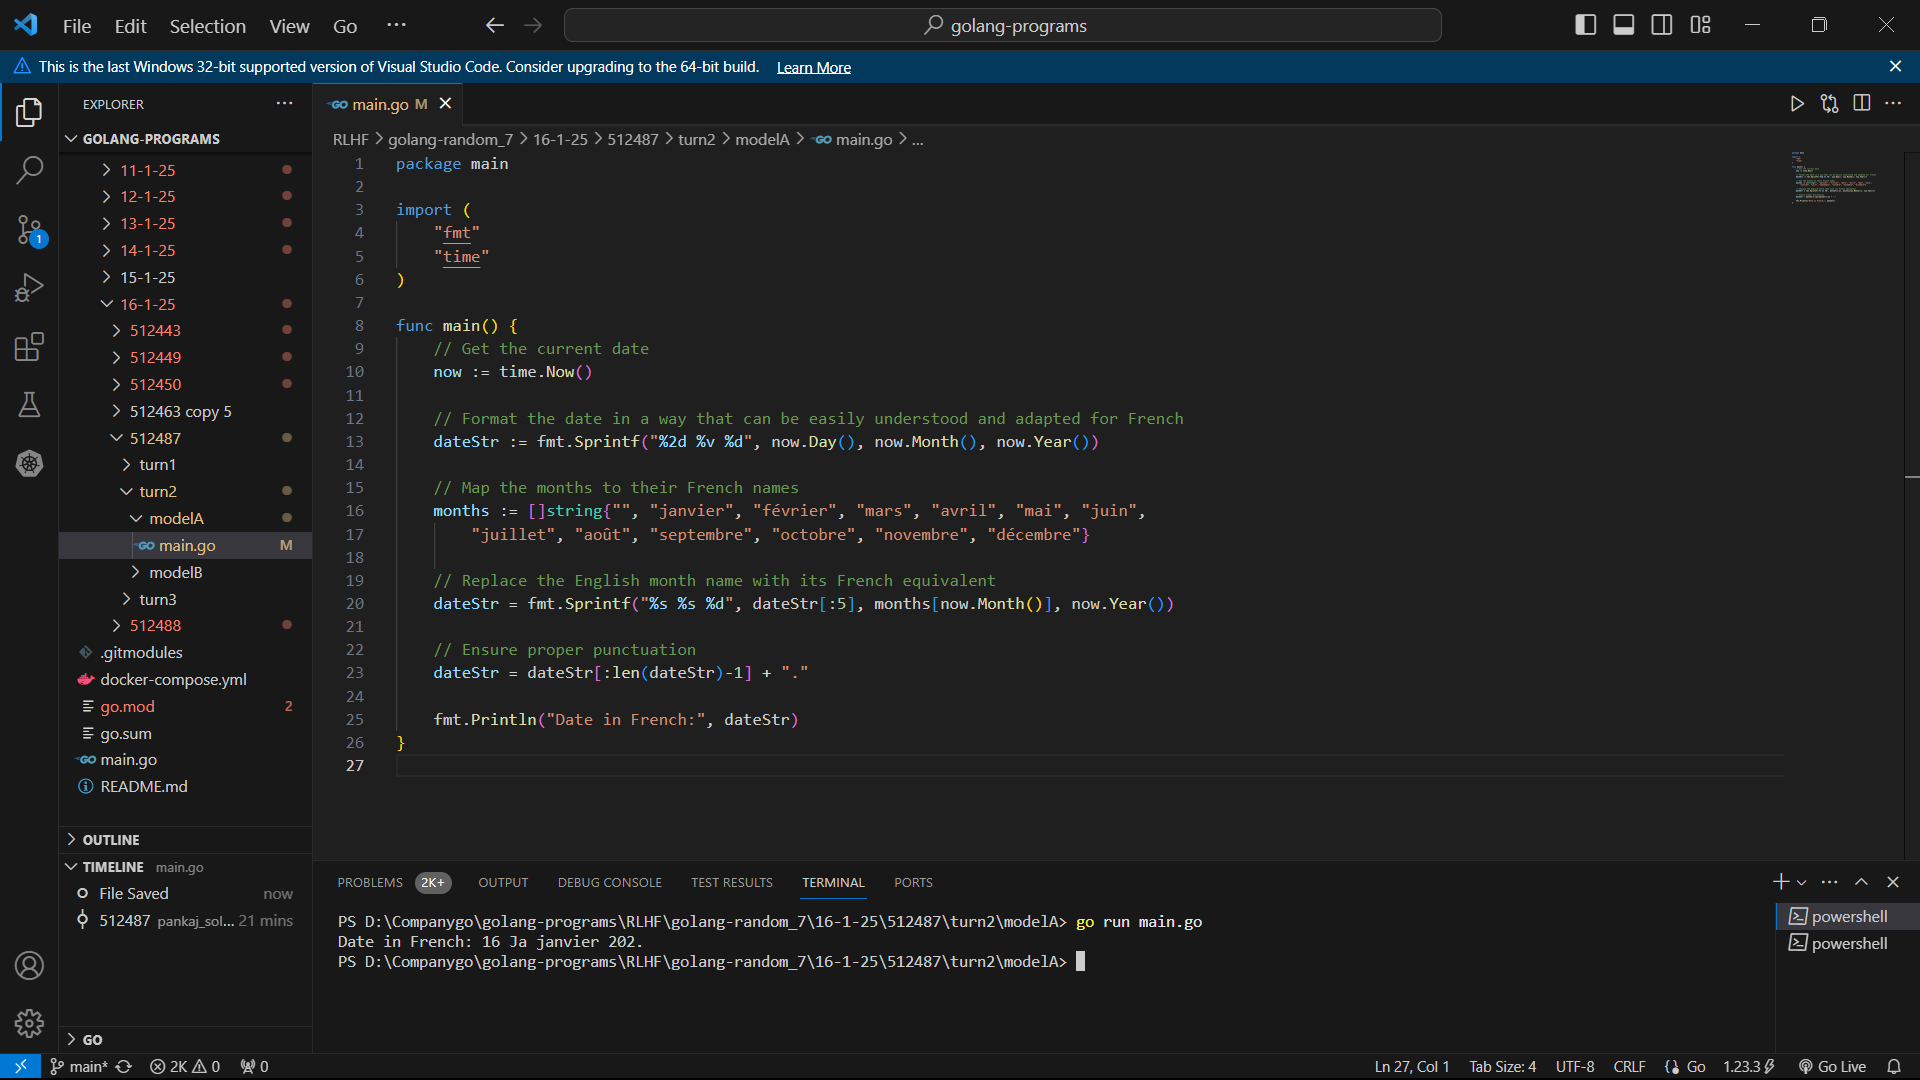 File Edit Selection View Go ···
golang-programs
This is the last Windows 32-bit supported version of Visual Studio Code. Consider upgrading to the 64-bit build. Learn More
EXPLORER
GOLANG-PROGRAMS
11-1-25
12-1-25
13-1-25
14-1-25
15-1-25
16-1-25
512443
512449
512450
512463 copy 5
512487
turn1
turn2
modelA
main.go M
modelB
turn3
512488
.gitmodules
docker-compose.yml
go.mod 2
go.sum
main.go
README.md
OUTLINE
TIMELINE main.go
File Saved now
512487 pankaj_sol... 21 mins
GO
1
main.go M
RLHF > golang-random_7 > 16-1-25 > 512487 > turn2 > modelA > main.go > ...
1 package main
2
3 import (
4 "fmt"
5 "time"
6 )
7
8 func main() {
9 // Get the current date
10 now := time.Now()
11
12 // Format the date in a way that can be easily understood and adapted for French
13 dateStr := fmt.Sprintf("%2d %v %d", now.Day(), now.Month(), now.Year())
14
15 // Map the months to their French names
16 months := []string{"", "janvier", "février", "mars", "avril", "mai", "juin",
17 "juillet", "août", "septembre", "octobre", "novembre", "décembre"}
18
19 // Replace the English month name with its French equivalent
20 dateStr = fmt.Sprintf("%s %s %d", dateStr[:5], months[now.Month()], now.Year())
21
22 // Ensure proper punctuation
23 dateStr = dateStr[:len(dateStr)-1] + "."
24
25 fmt.Println("Date in French:", dateStr)
26 }
27
PROBLEMS 2K+ OUTPUT DEBUG CONSOLE TEST RESULTS TERMINAL PORTS
PS D:\Companygo\golang-programs\RLHF\golang-random_7\16-1-25\512487\turn2\modelA> go run main.go
Date in French: 16 Ja janvier 202.
PS D:\Companygo\golang-programs\RLHF\golang-random_7\16-1-25\512487\turn2\modelA>
powershell
powershell
main* 2K 0 0 Ln 27, Col 1 Tab Size: 4 UTF-8 CRLF Go 1.23.3 Go Live